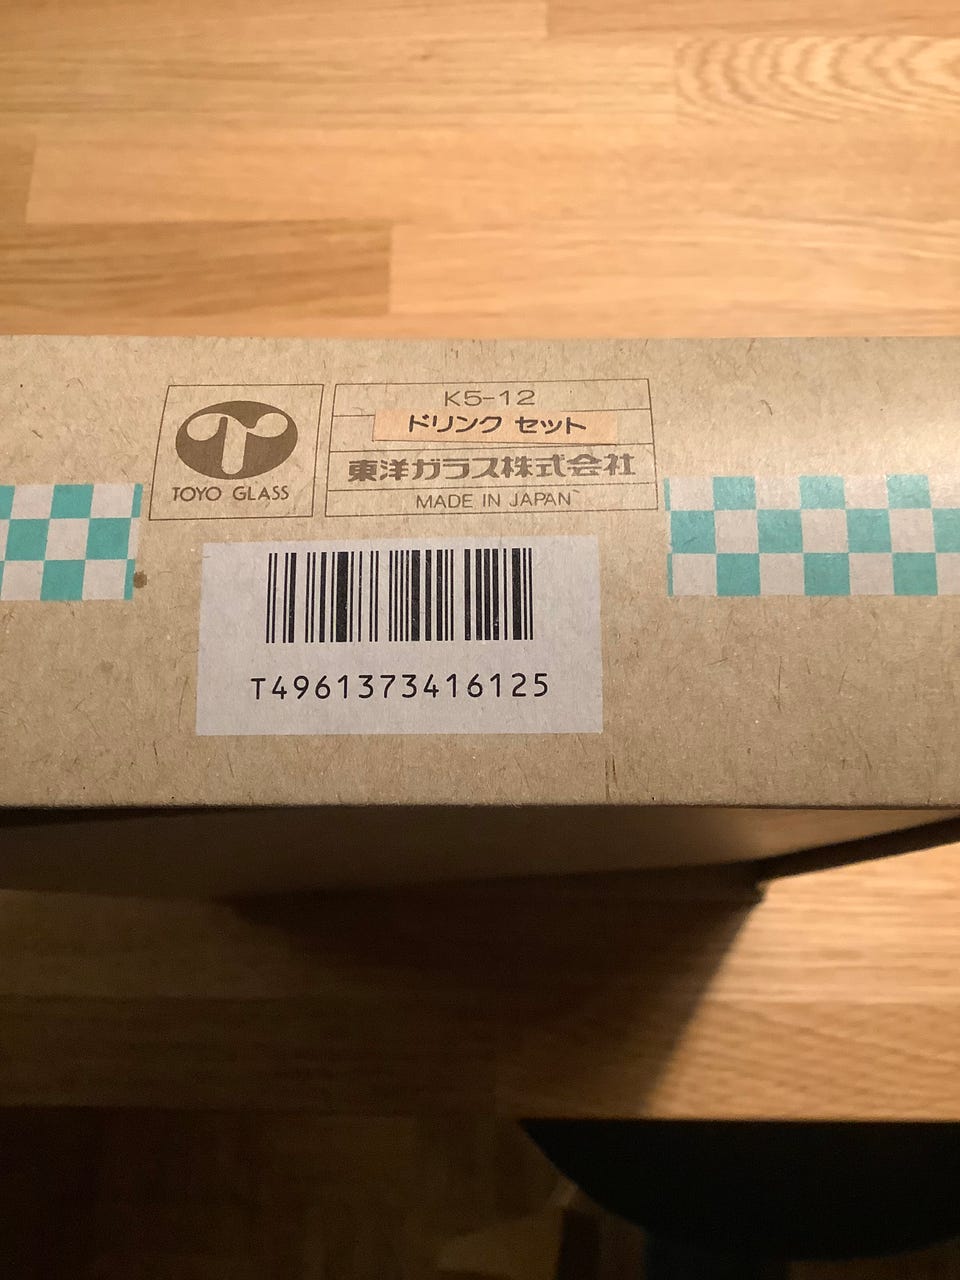 K5-12
ドリンク セット
東洋ガラス株式会社
TOYO GLASS
MADE IN JAPAN
T4961373416125